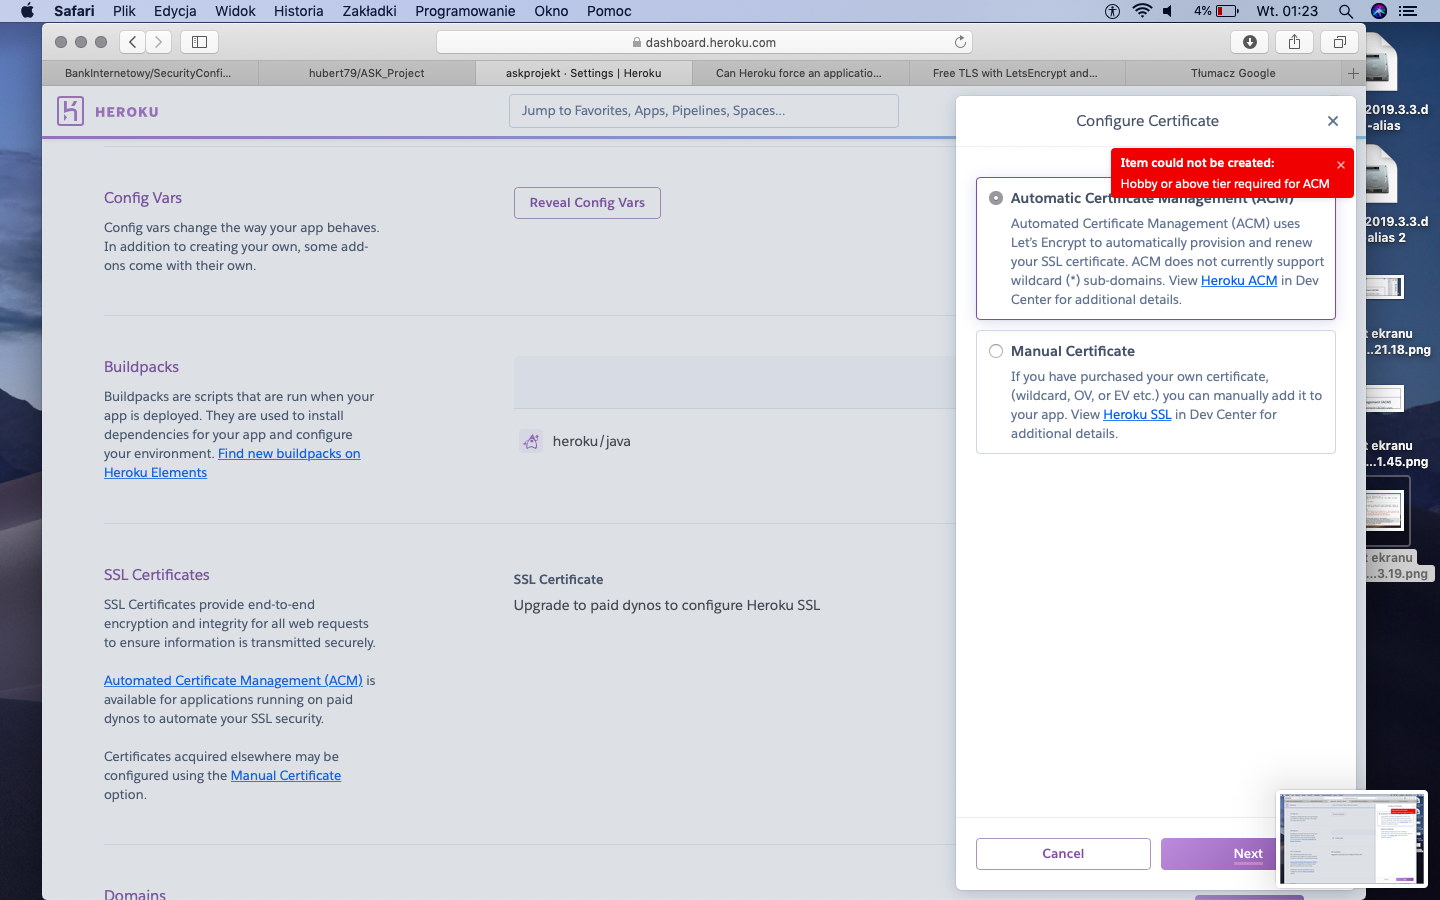 Safari Plik Edycja Widok Historia Zakładki Programowanie Okno Pomoc 4% Wt. 01:23
dashboard.heroku.com
BankInternetowy/SecurityConfi... hubert79/ASK_Project askprojekt · Settings | Heroku Can Heroku force an applicatio... Free TLS with LetsEncrypt and... Tłumacz Google
HEROKU
Jump to Favorites, Apps, Pipelines, Spaces...
Config Vars
Config vars change the way your app behaves.
In addition to creating your own, some add-
ons come with their own.
Reveal Config Vars
Buildpacks
Buildpacks are scripts that are run when your
app is deployed. They are used to install
dependencies for your app and configure
your environment. Find new buildpacks on
Heroku Elements
heroku/java
SSL Certificates
SSL Certificates provide end-to-end
encryption and integrity for all web requests
to ensure information is transmitted securely.
Automated Certificate Management (ACM) is
available for applications running on paid
dynos to automate your SSL security.
Certificates acquired elsewhere may be
configured using the Manual Certificate
option.
SSL Certificate
Upgrade to paid dynos to configure Heroku SSL
Domains
Configure Certificate
Item could not be created:
Hobby or above tier required for ACM
Automatic Certificate Management (ACM)
Automated Certificate Management (ACM) uses
Let's Encrypt to automatically provision and renew
your SSL certificate. ACM does not currently support
wildcard (*) sub-domains. View Heroku ACM in Dev
Center for additional details.
Manual Certificate
If you have purchased your own certificate,
(wildcard, OV, or EV etc.) you can manually add it to
your app. View Heroku SSL in Dev Center for
additional details.
Cancel
Next
2019.3.3.d
-alias
2019.3.3.d
alias 2
t ekranu
...21.18.png
t ekranu
...1.45.png
t ekranu
...3.19.png